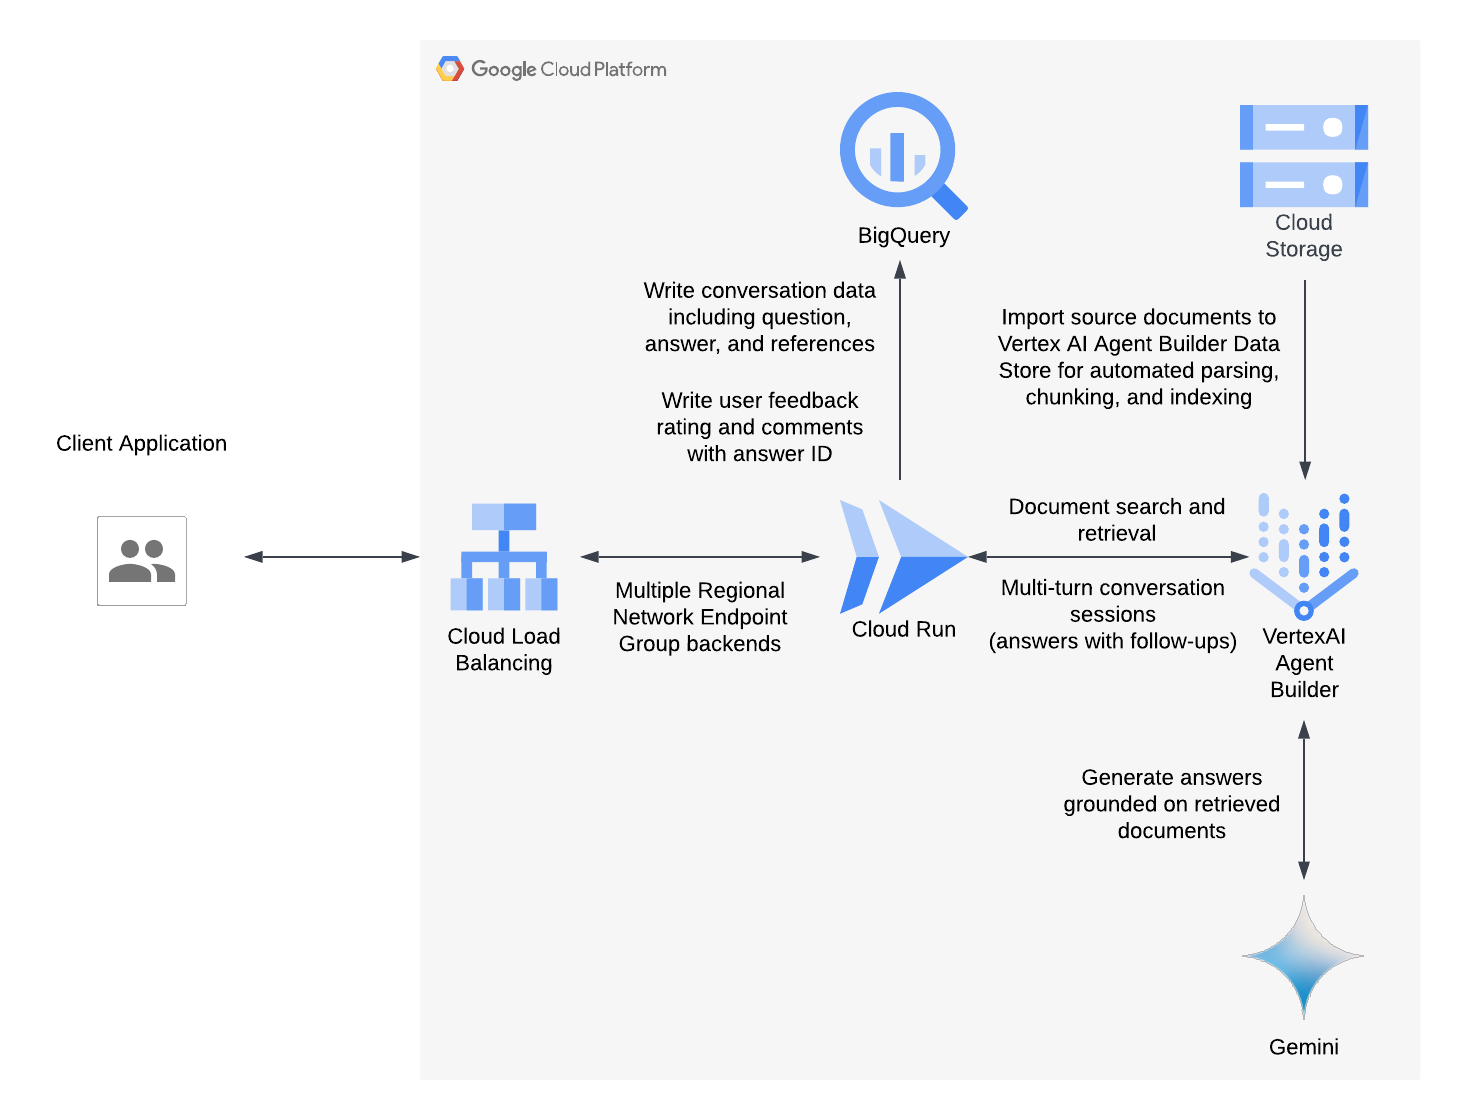 Google Cloud Platform
BigQuery
Cloud
Storage
Write conversation data
including question,
answer, and references
Write user feedback
rating and comments
with answer ID
Import source documents to
Vertex AI Agent Builder Data
Store for automated parsing,
chunking, and indexing
Client Application
Cloud Load
Balancing
Multiple Regional
Network Endpoint
Group backends
Cloud Run
Document search and
retrieval
Multi-turn conversation
sessions
(answers with follow-ups)
VertexAI
Agent
Builder
Generate answers
grounded on retrieved
documents
Gemini